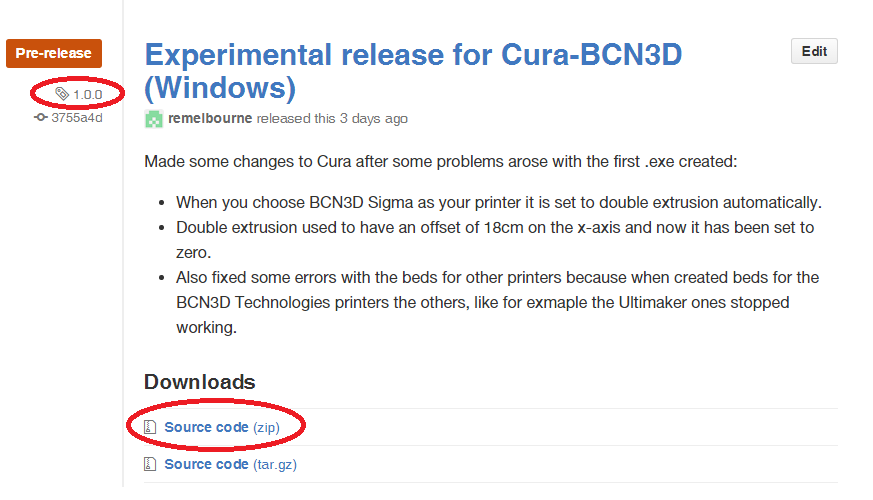 Pre-release
1.0.0
3755a4d
Experimental release for Cura-BCN3D
(Windows)
Edit
remelbourne released this 3 days ago
Made some changes to Cura after some problems arose with the first .exe created:
• When you choose BCN3D Sigma as your printer it is set to double extrusion automatically.
• Double extrusion used to have an offset of 18cm on the x-axis and now it has been set to
zero.
• Also fixed some errors with the beds for other printers because when created beds for the
BCN3D Technologies printers the others, like for exmaple the Ultimaker ones stopped
working.
Downloads
Source code (zip)
Source code (tar.gz)